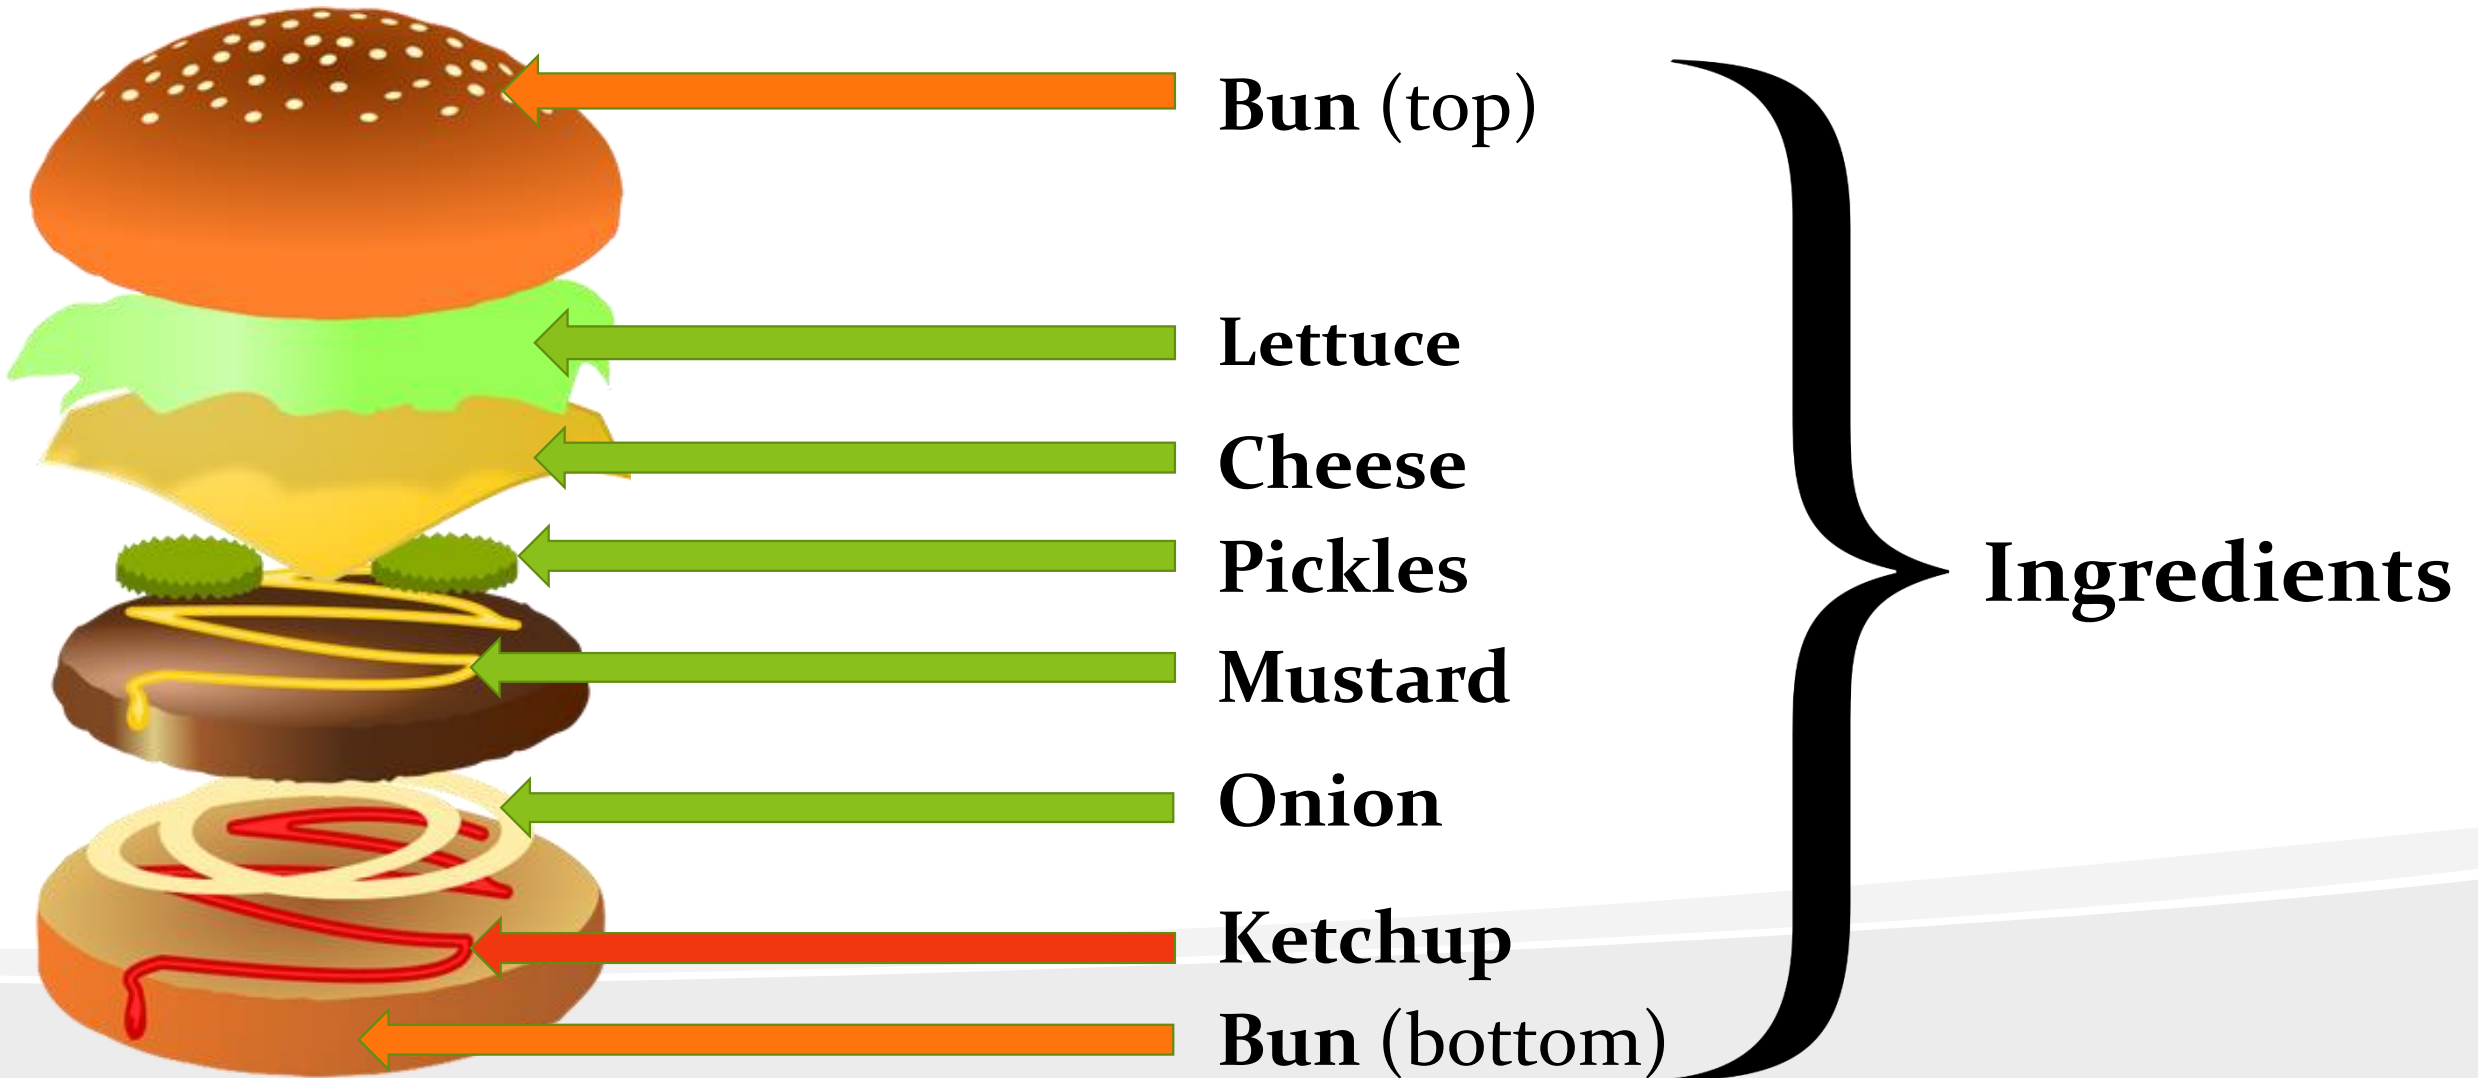 Bun (top)
Lettuce
Cheese
Pickles
Mustard
Onion
Ketchup
Bun (bottom)
Ingredients